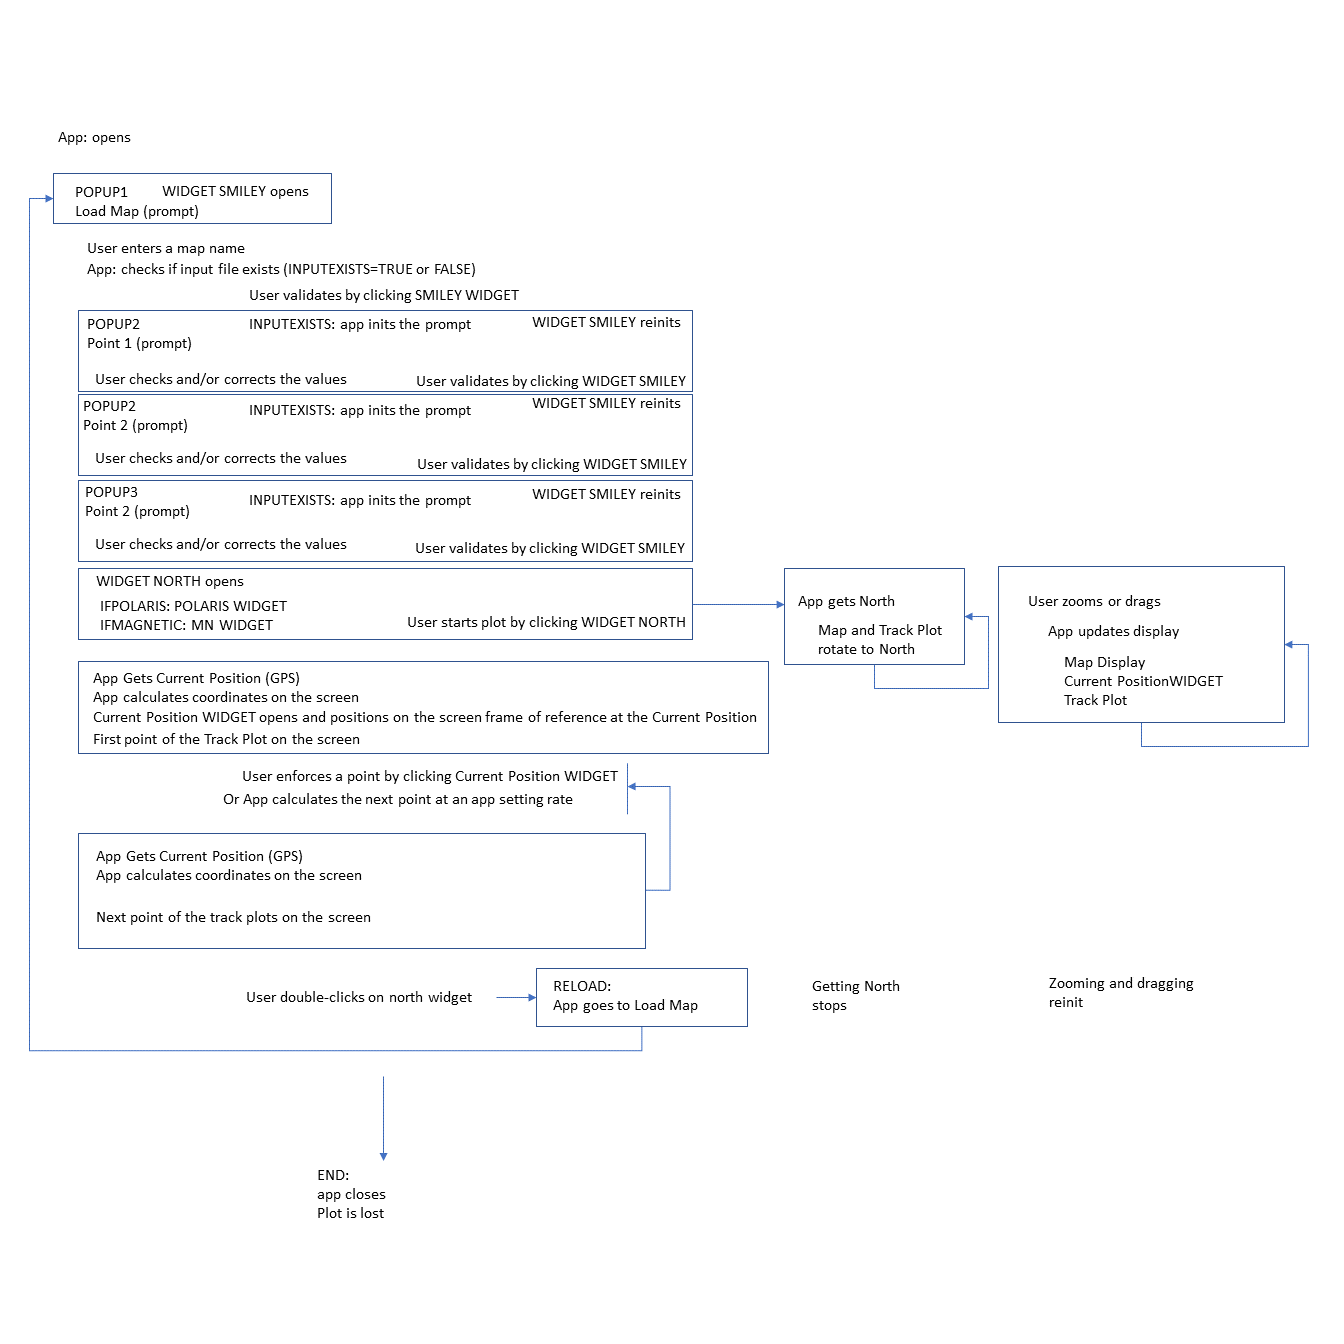 App: opens
POPUP1 WIDGET SMILEY opens
Load Map (prompt)
User enters a map name
App: checks if input file exists (INPUTEXISTS=TRUE or FALSE)
User validates by clicking SMILEY WIDGET
POPUP2 INPUTEXISTS: app inits the prompt WIDGET SMILEY reinits
Point 1 (prompt)
User checks and/or corrects the values User validates by clicking WIDGET SMILEY
POPUP2 INPUTEXISTS: app inits the prompt WIDGET SMILEY reinits
Point 2 (prompt)
User checks and/or corrects the values User validates by clicking WIDGET SMILEY
POPUP3 INPUTEXISTS: app inits the prompt WIDGET SMILEY reinits
Point 2 (prompt)
User checks and/or corrects the values User validates by clicking WIDGET SMILEY
WIDGET NORTH opens
IFPOLARIS: POLARIS WIDGET
IFMAGNETIC: MN WIDGET User starts plot by clicking WIDGET NORTH
App gets North
Map and Track Plot
rotate to North
User zooms or drags
App updates display
Map Display
Current PositionWIDGET
Track Plot
App Gets Current Position (GPS)
App calculates coordinates on the screen
Current Position WIDGET opens and positions on the screen frame of reference at the Current Position
First point of the Track Plot on the screen
User enforces a point by clicking Current Position WIDGET
Or App calculates the next point at an app setting rate
App Gets Current Position (GPS)
App calculates coordinates on the screen
Next point of the track plots on the screen
User double-clicks on north widget
RELOAD:
App goes to Load Map
Getting North
stops
Zooming and dragging
reinit
END:
app closes
Plot is lost